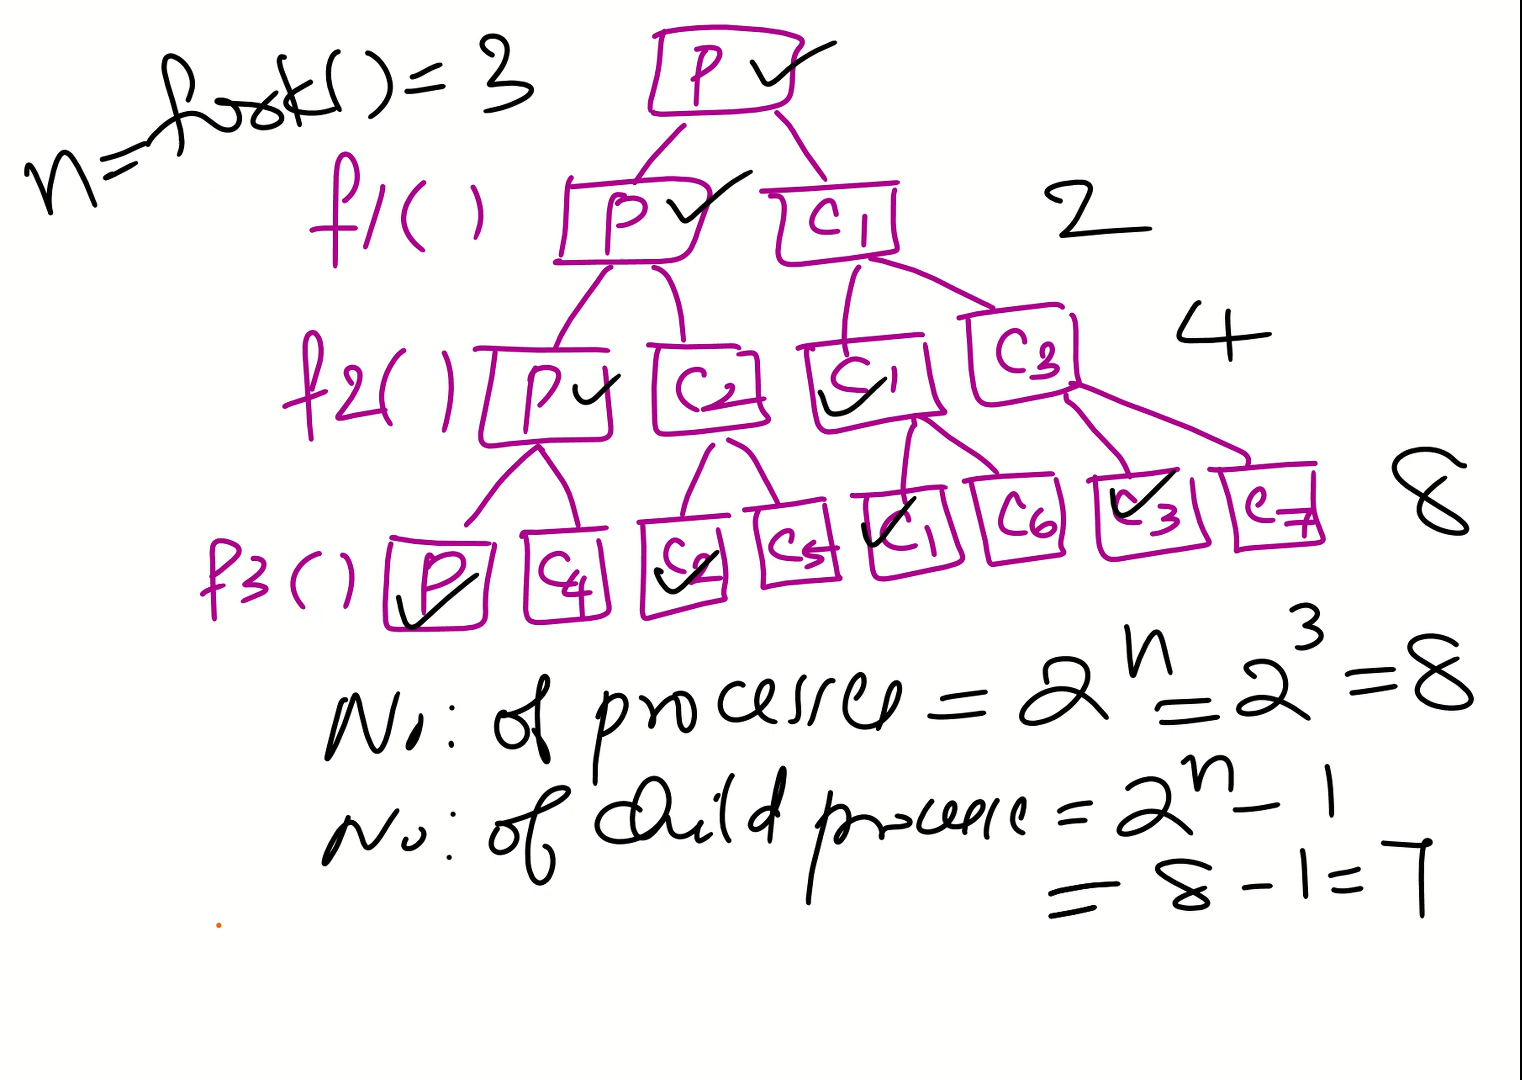 n=fork()=3
P
f1() P C1 2
f2() P C2 C1 C3 4
f3() P C4 C2 C5 C1 C6 C3 C7 8
No: of processes = 2^n = 2^3 = 8
No: of Child process = 2^n - 1
= 8 - 1 = 7